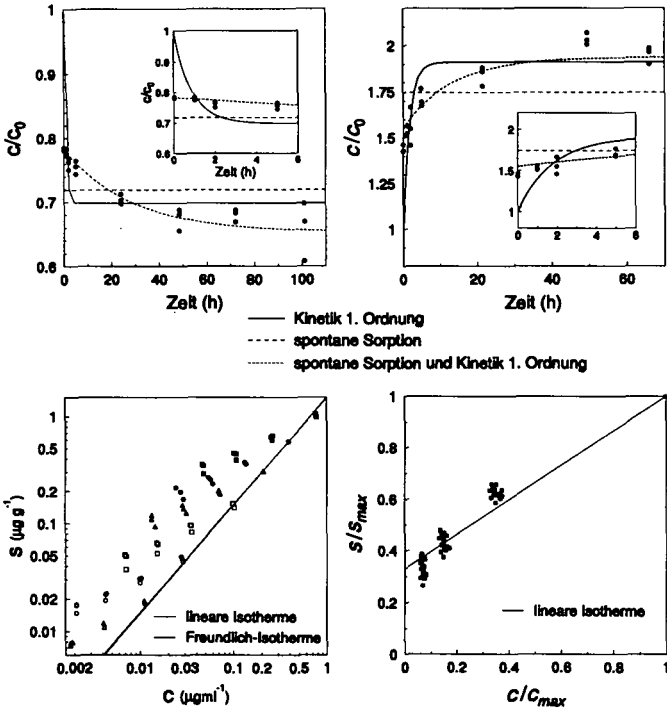 1
0.9
0.8
0.7
0.6
C/C0
0 20 40 60 80 100
Zeit (h)
1
0.9
0.8
0.7
0.6
C/C0
0 2 4 6
Zeit (h)
2
1.75
1.5
1.25
1
C/C0
0 20 40 60
Zeit (h)
2
1.5
1
0 2 4 6
Kinetik 1. Ordnung
spontane Sorption
spontane Sorption und Kinetik 1. Ordnung
1
0.5
0.2
0.1
0.05
0.02
0.01
S (µg g⁻¹)
lineare Isotherme
Freundlich-Isotherme
0.002 0.01 0.04 0.1 0.5 1
C (µgml⁻¹)
1
0.8
0.6
0.4
0.2
0
S/Smax
lineare Isotherme
0 0.2 0.4 0.6 0.8 1
C/Cmax